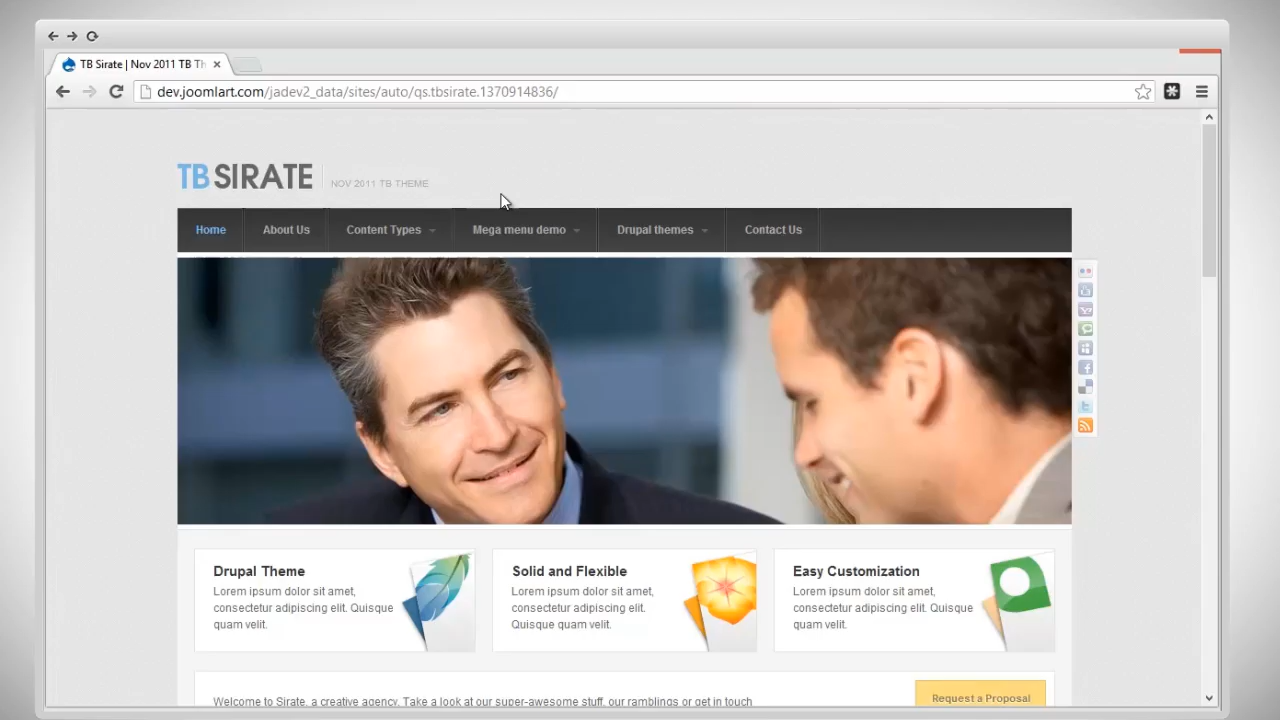 TB Sirate | Nov 2011 TB Th
dev.joomlart.com/jadev2_data/sites/auto/qs.tbsirate.1370914836/
TB SIRATE
NOV 2011 TB THEME
Home
About Us
Content Types
Mega menu demo
Drupal themes
Contact Us
Drupal Theme
Lorem ipsum dolor sit amet,
consectetur adipiscing elit. Quisque
quam velit.
Solid and Flexible
Lorem ipsum dolor sit amet,
consectetur adipiscing elit.
Quisque quam velit.
Easy Customization
Lorem ipsum dolor sit amet,
consectetur adipiscing elit. Quisque
quam velit.
Welcome to Sirate, a creative agency. Take a look at our super-awesome stuff, our ramblings or get in touch
Request a Proposal